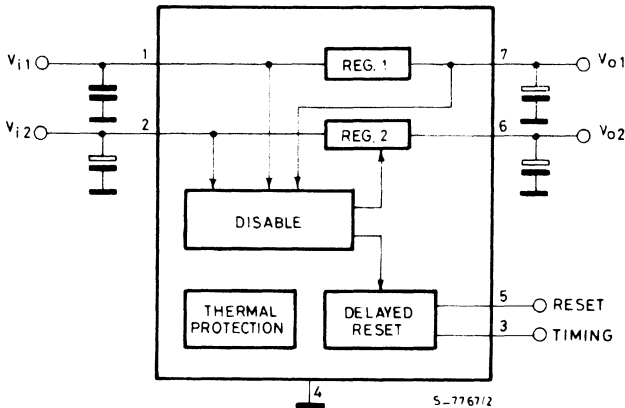 Vi1
1
REG. 1
7
Vo1
Vi2
2
REG. 2
6
Vo2
DISABLE
THERMAL
PROTECTION
DELAYED
RESET
5
RESET
3
TIMING
4
S_7767/2